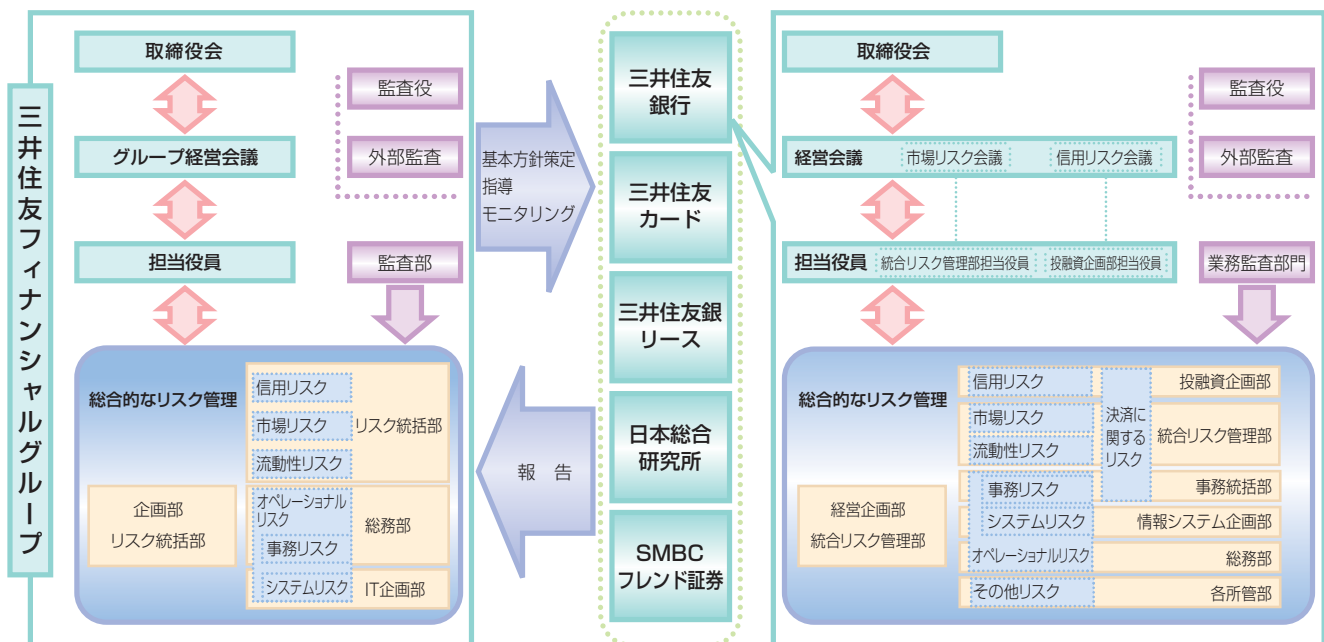 三井住友フィナンシャルグループ
取締役会
監査役
グループ経営会議
外部監査
担当役員
監査部
総合的なリスク管理
信用リスク
市場リスク
流動性リスク
リスク統括部
オペレーショナル
リスク
事務リスク
総務部
システムリスク
IT企画部
企画部
リスク統括部
基本方針策定
指導
モニタリング
報 告
三井住友
銀行
三井住友
カード
三井住友銀
リース
日本総合
研究所
SMBC
フレンド証券
取締役会
監査役
経営会議
市場リスク会議
信用リスク会議
外部監査
担当役員
統合リスク管理部担当役員
投融資企画部担当役員
業務監査部門
総合的なリスク管理
信用リスク
投融資企画部
市場リスク
流動性リスク
決済に
関する
リスク
統合リスク管理部
事務リスク
事務統括部
システムリスク
情報システム企画部
オペレーショナルリスク
総務部
その他リスク
各所管部
経営企画部
統合リスク管理部